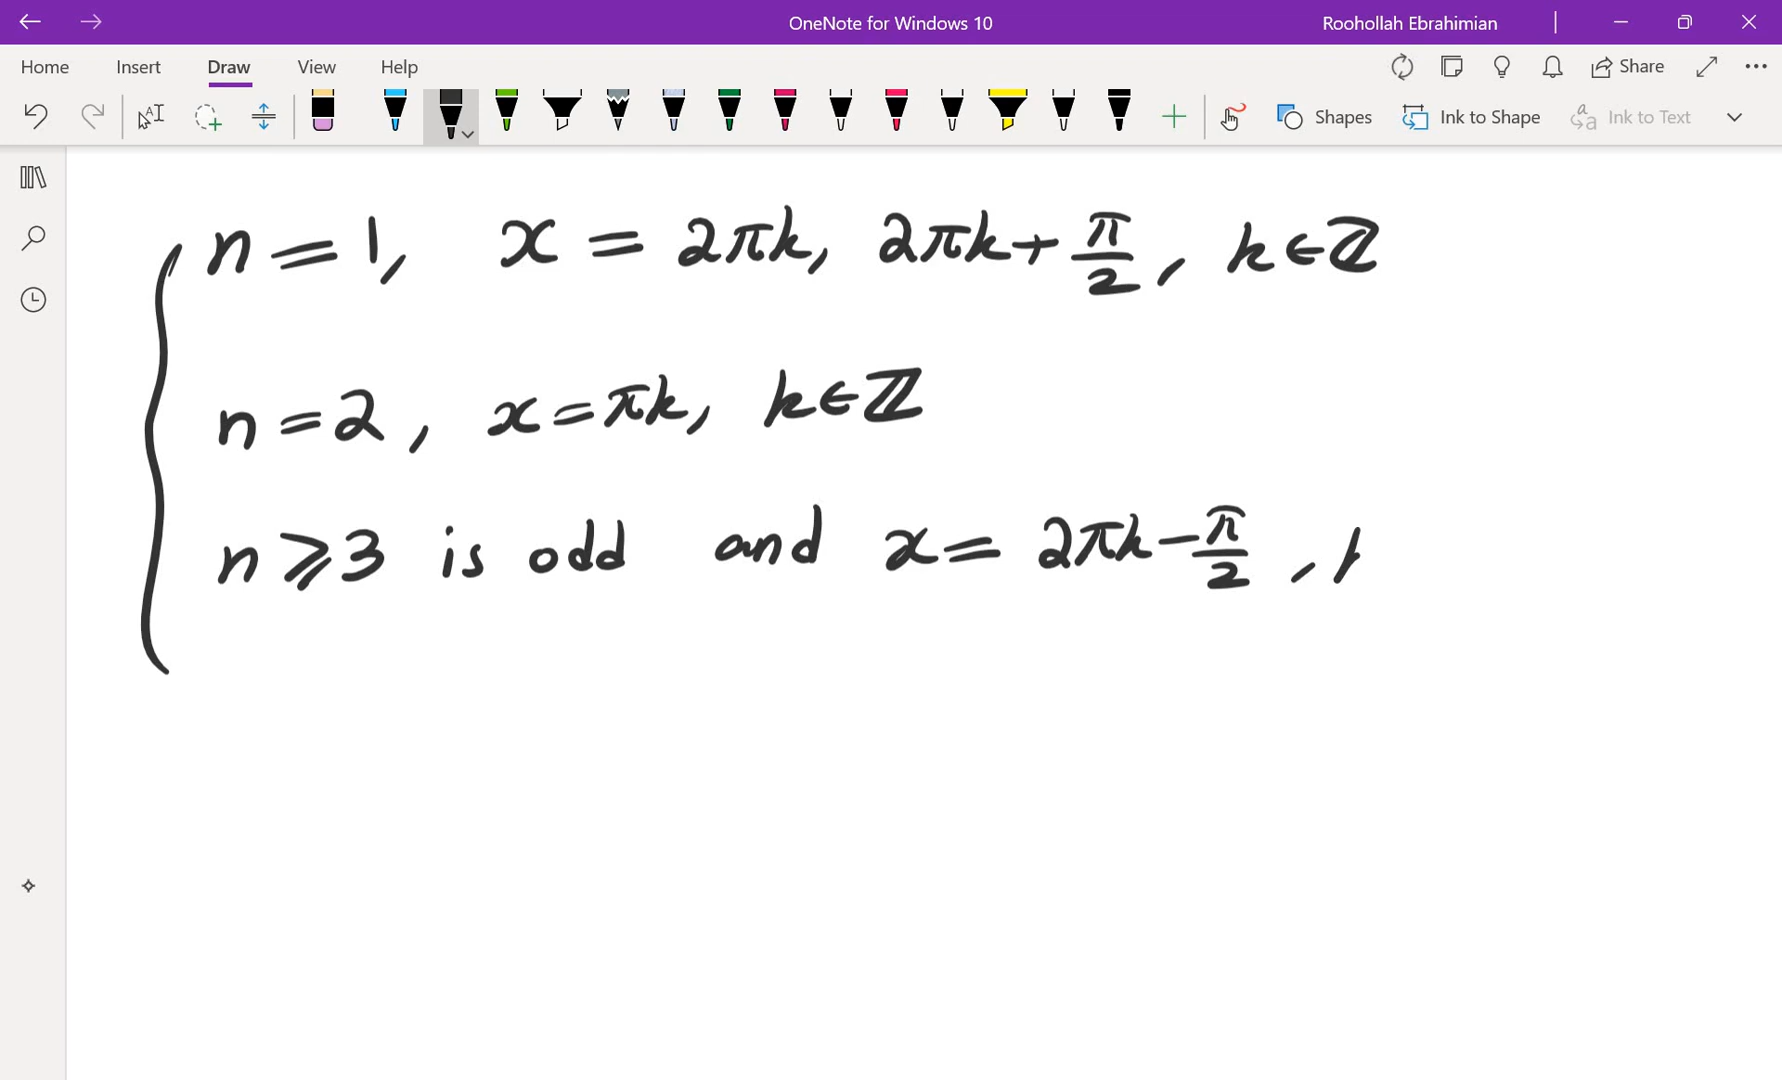 OneNote for Windows 10
Roohollah Ebrahimian
Home Insert Draw View Help
Share
Shapes Ink to Shape Ink to Text
n = 1, x = 2πk, 2πk + π/2, k ∈ ℤ
n = 2, x = πk, k ∈ ℤ
n ⩾ 3 is odd and x = 2πk − π/2,